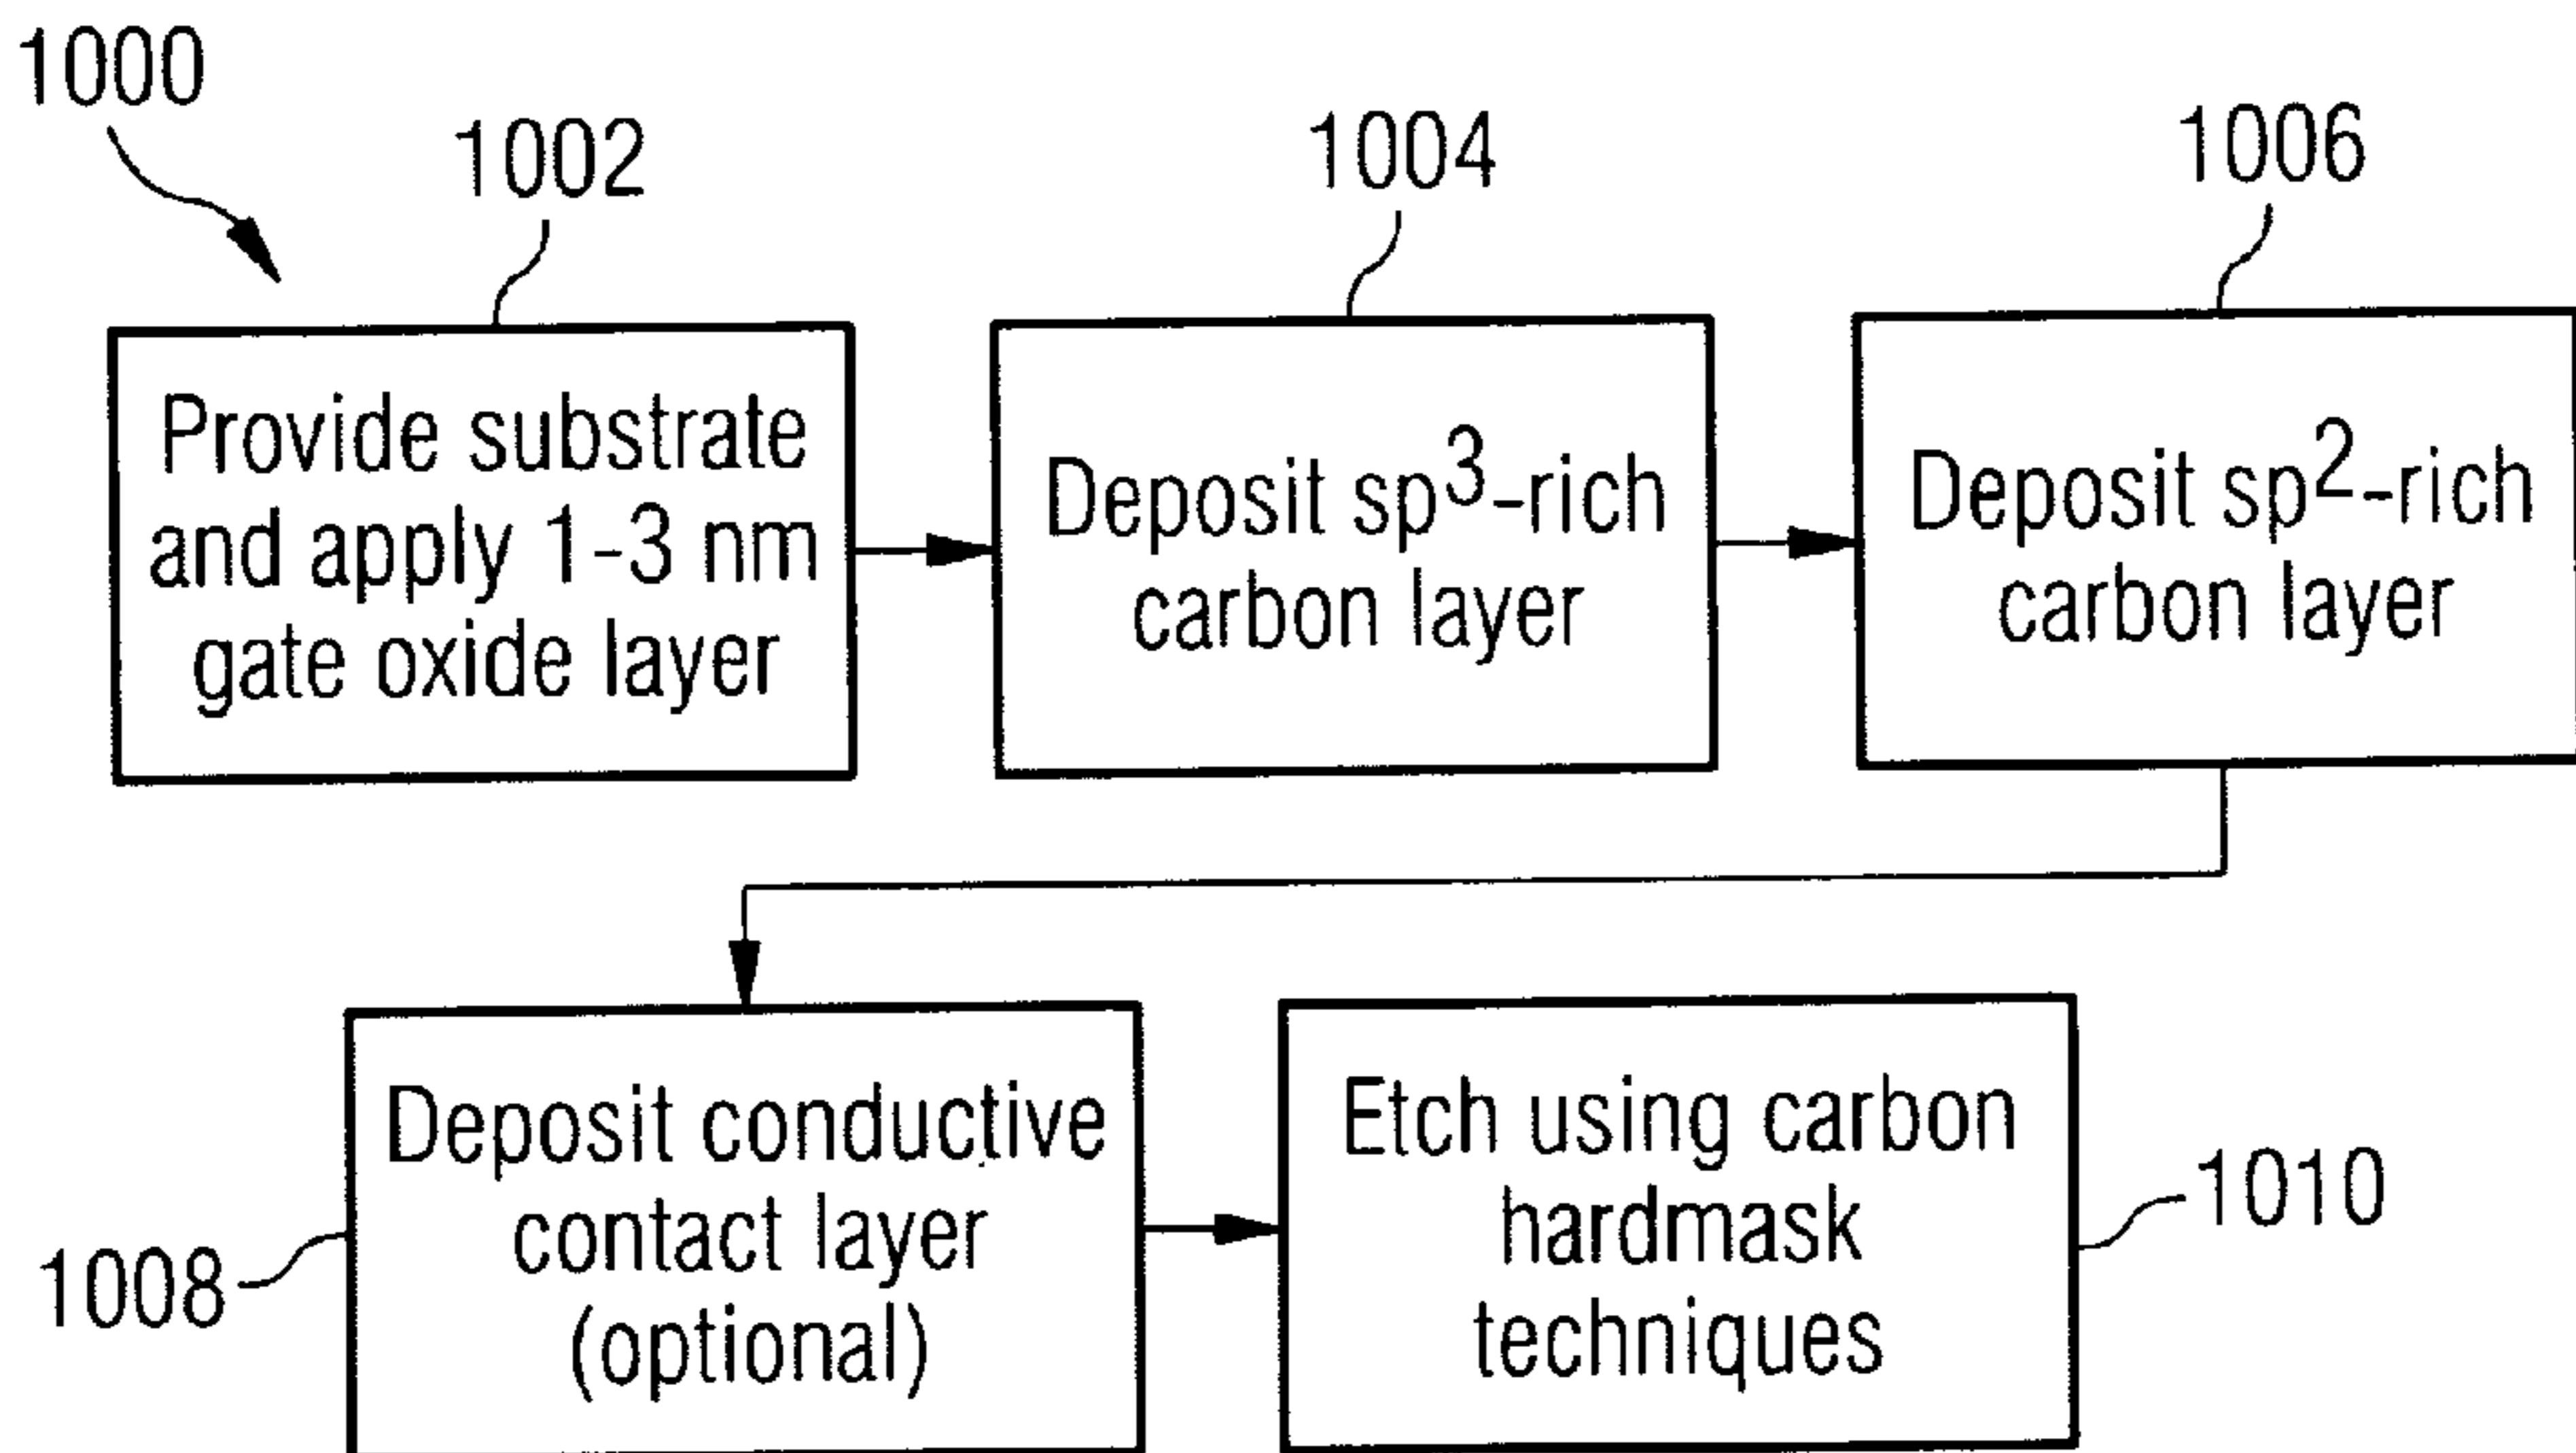 1000
1002
1004
1006
Provide substrate
and apply 1-3 nm
gate oxide layer
Deposit sp³-rich
carbon layer
Deposit sp²-rich
carbon layer
Deposit conductive
contact layer
(optional)
1008
Etch using carbon
hardmask
techniques
1010